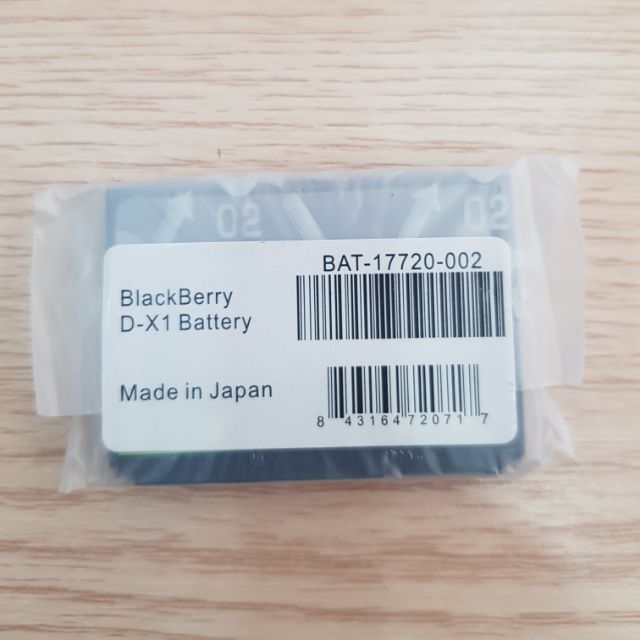 02 02
BAT-17720-002
BlackBerry
D-X1 Battery
Made in Japan
8 43164 72071 7